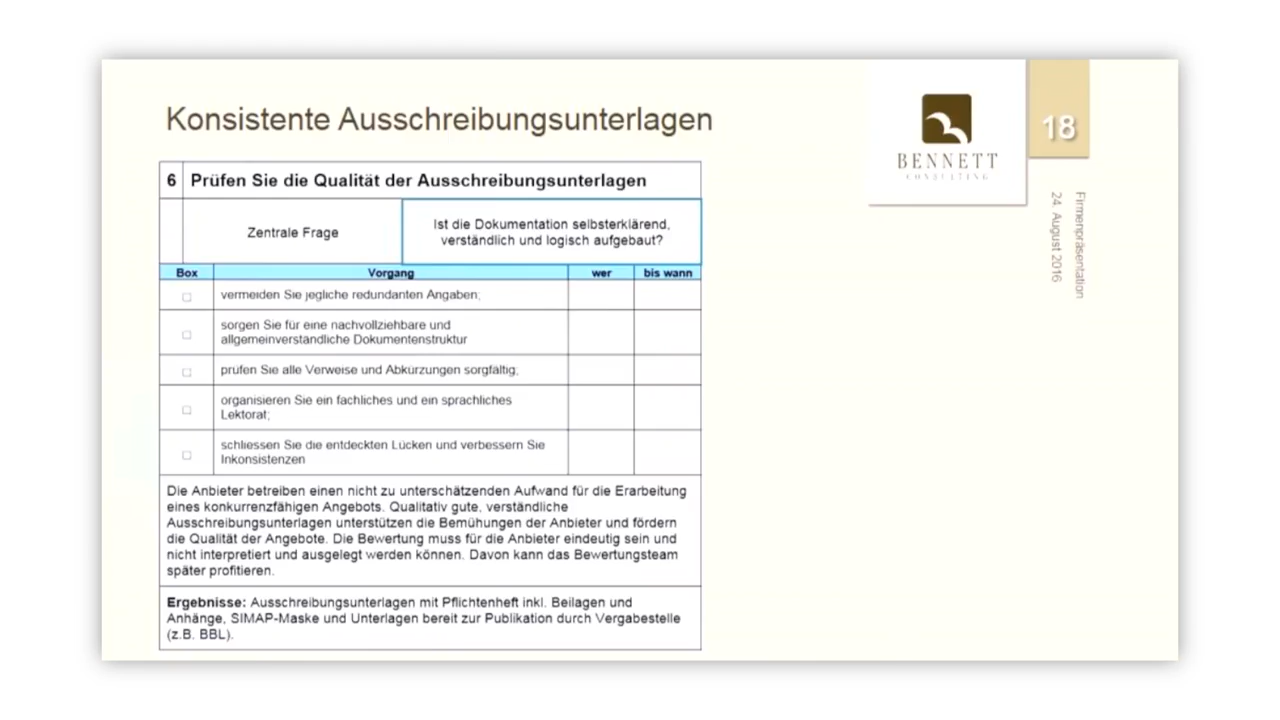 Konsistente Ausschreibungsunterlagen
BENNETT
CONSULTING
18
Firmenpräsentation
24. August 2016
6 Prüfen Sie die Qualität der Ausschreibungsunterlagen
Zentrale Frage
Ist die Dokumentation selbsterklärend,
verständlich und logisch aufgebaut?
Box Vorgang wer bis wann
vermeiden Sie jegliche redundanten Angaben;
sorgen Sie für eine nachvollziehbare und
allgemeinverständliche Dokumentenstruktur
prüfen Sie alle Verweise und Abkürzungen sorgfältig;
organisieren Sie ein fachliches und ein sprachliches
Lektorat;
schliessen Sie die entdeckten Lücken und verbessern Sie
Inkonsistenzen
Die Anbieter betreiben einen nicht zu unterschätzenden Aufwand für die Erarbeitung
eines konkurrenzfähigen Angebots. Qualitativ gute, verständliche
Ausschreibungsunterlagen unterstützen die Bemühungen der Anbieter und fördern
die Qualität der Angebote. Die Bewertung muss für die Anbieter eindeutig sein und
nicht interpretiert und ausgelegt werden können. Davon kann das Bewertungsteam
später profitieren.
Ergebnisse: Ausschreibungsunterlagen mit Pflichtenheft inkl. Beilagen und
Anhänge, SIMAP-Maske und Unterlagen bereit zur Publikation durch Vergabestelle
(z.B. BBL).